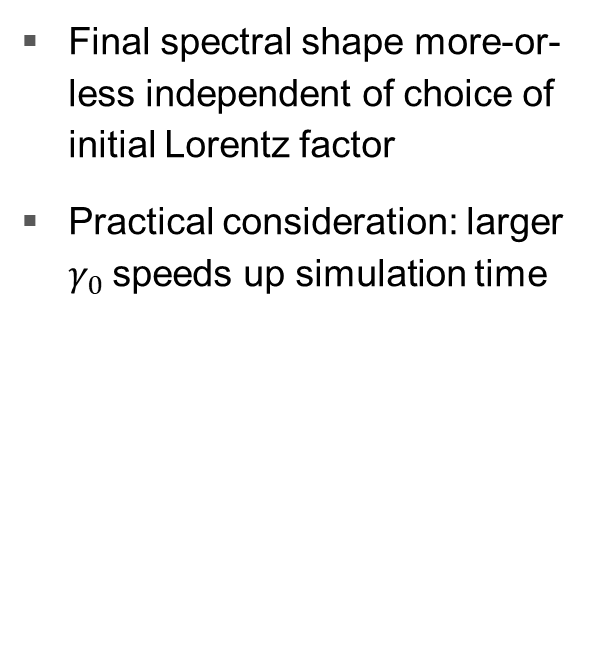 ▪ Final spectral shape more-or-
less independent of choice of
initial Lorentz factor
▪ Practical consideration: larger
γ₀ speeds up simulation time